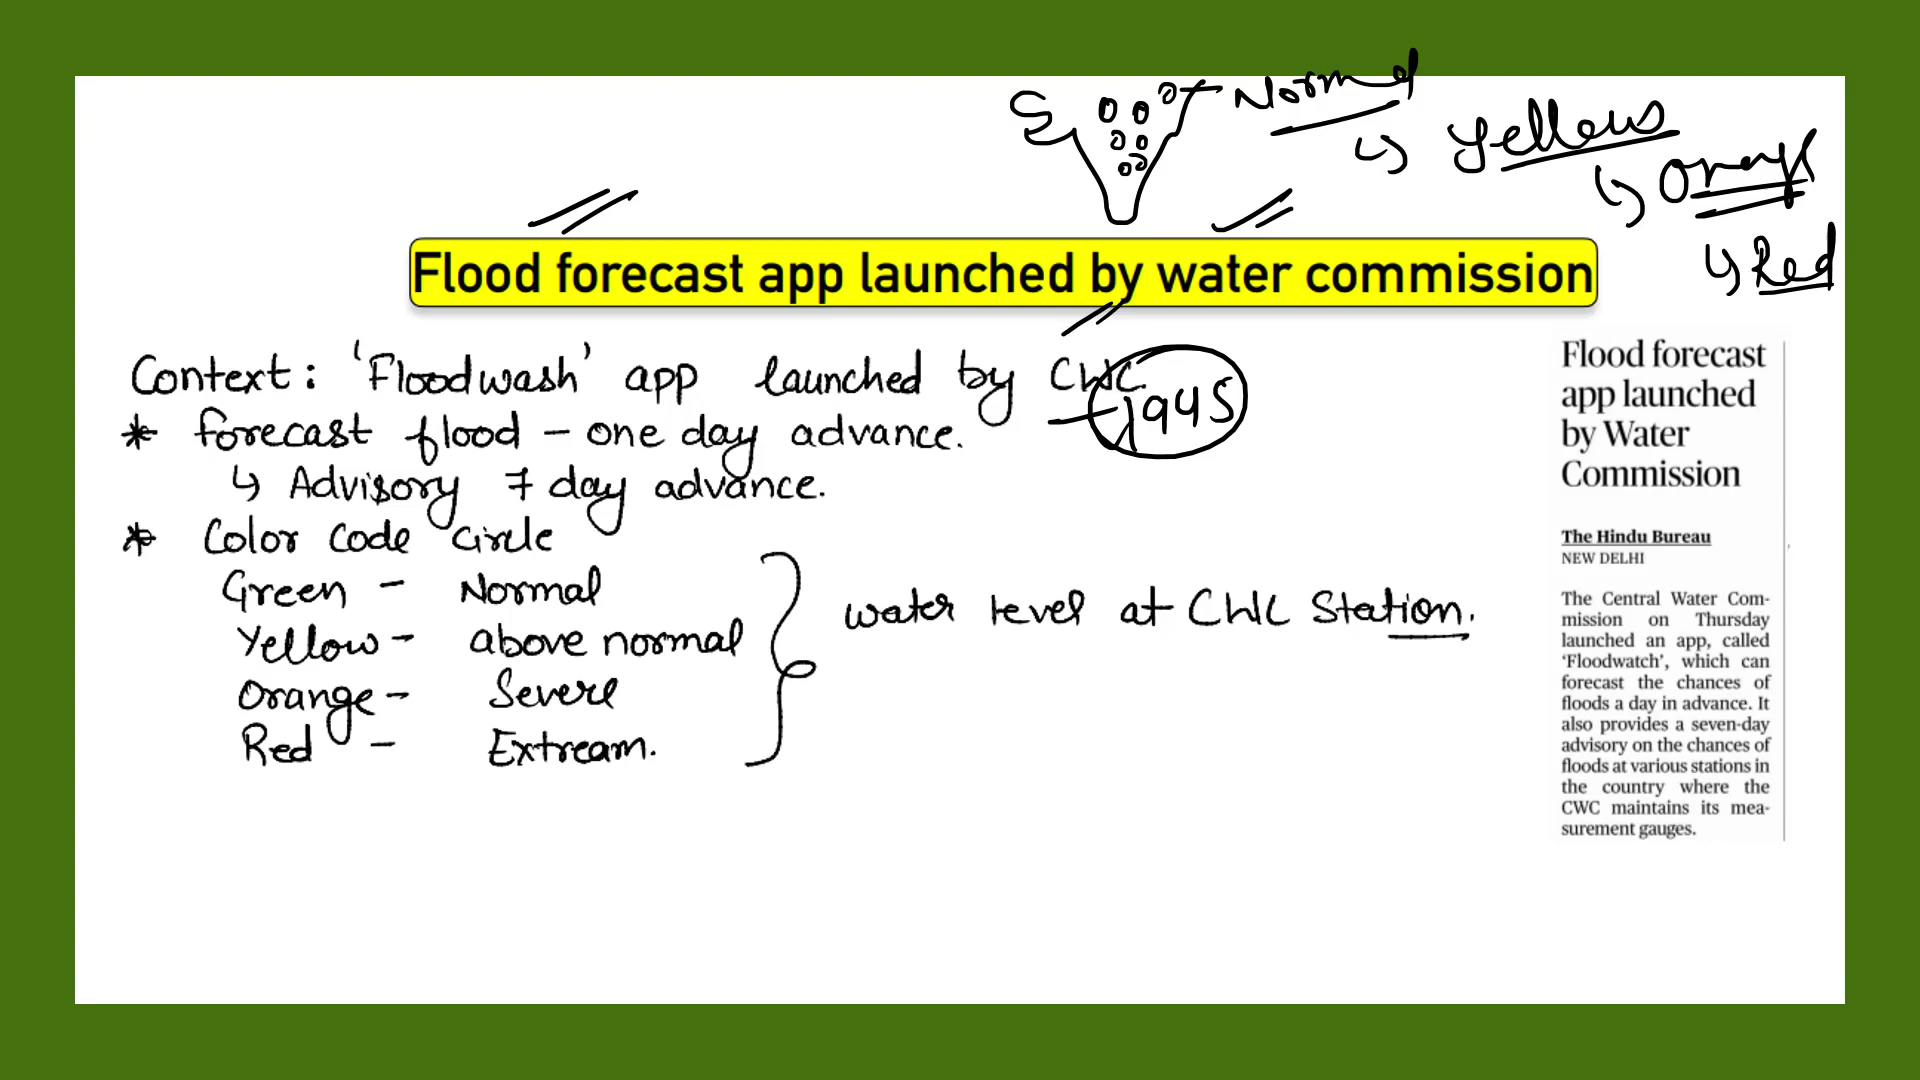 Normal
↳ Yellow
↳ Orange
↳ Red
Flood forecast app launched by water commission
Context: 'Floodwash' app launched by CWC
1945
* forecast flood – one day advance.
↳ Advisory 7 day advance.
* Color code circle
Green – Normal
Yellow – above normal
Orange – Severe
Red – Extream.
water level at CWC Station.
Flood forecast
app launched
by Water
Commission
The Hindu Bureau
NEW DELHI
The Central Water Com-
mission on Thursday
launched an app, called
‘Floodwatch’, which can
forecast the chances of
floods a day in advance. It
also provides a seven-day
advisory on the chances of
floods at various stations in
the country where the
CWC maintains its mea-
surement gauges.